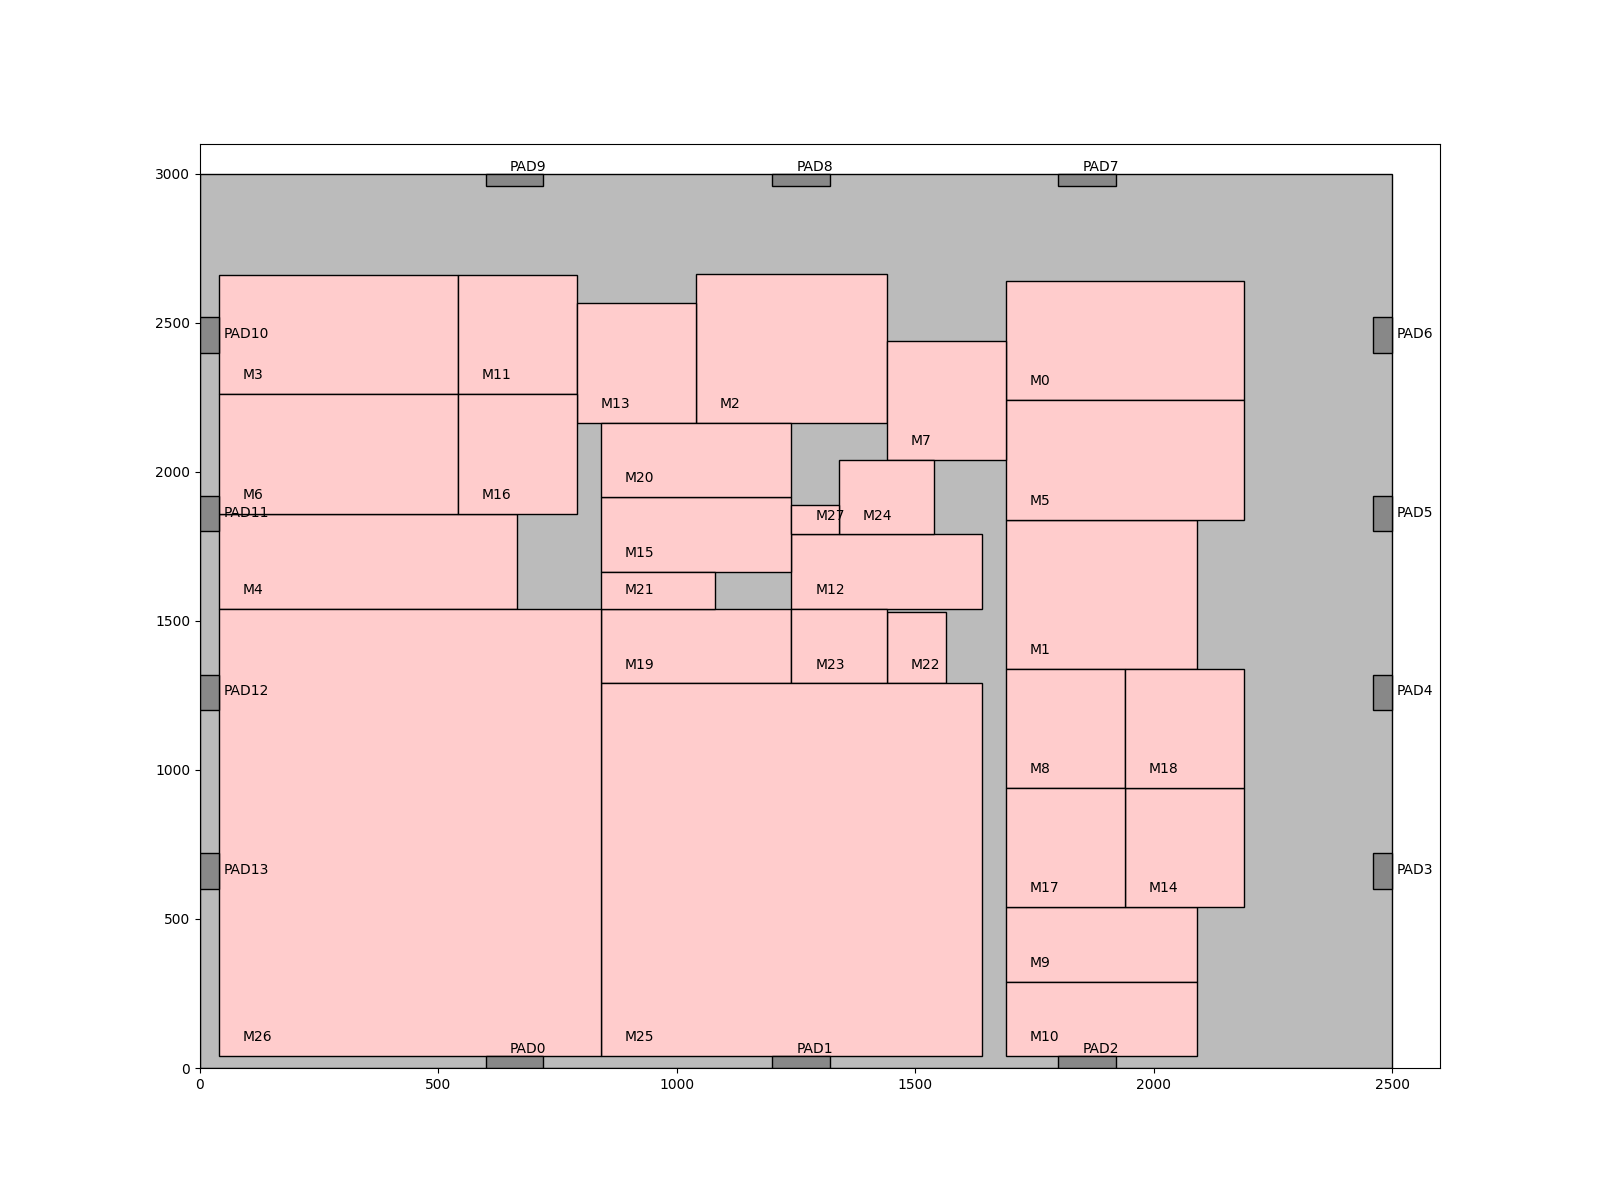 PAD9 PAD8 PAD7
3000
PAD10 PAD6
2500
M3 M11 M0
M13 M2
M7
M20
2000
M6 M16 M5
PAD11 M27 M24 PAD5
M15
M4 M21 M12
1500
M19 M23 M22
M1
PAD12 PAD4
M8 M18
1000
PAD13 PAD3
M17 M14
500
M9
M26 M25 M10
PAD0 PAD1 PAD2
0
0 500 1000 1500 2000 2500